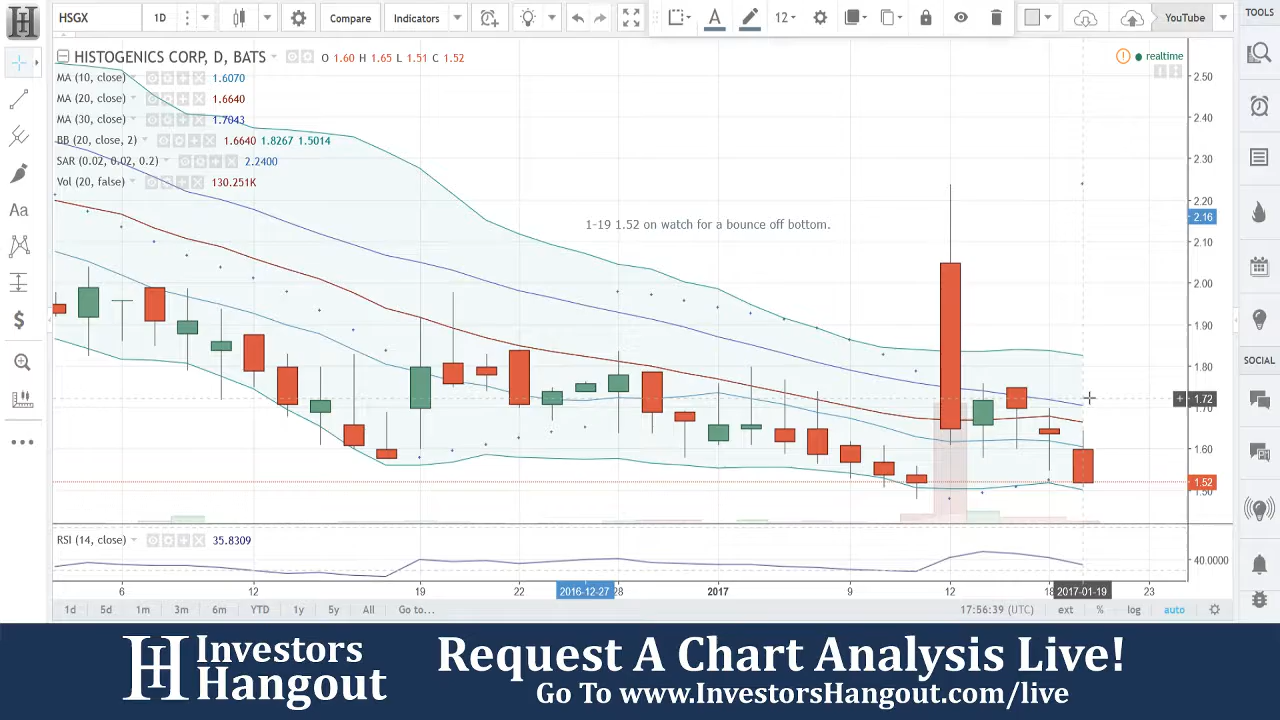 HSGX
1D
Compare
Indicators
A
12
YouTube
TOOLS
HISTOGENICS CORP, D, BATS
O 1.60 H 1.65 L 1.51 C 1.52
realtime
MA (10, close) 1.6070
MA (20, close) 1.6640
MA (30, close) 1.7043
BB (20, close, 2) 1.6640 1.8267 1.5014
SAR (0.02, 0.02, 0.2) 2.2400
Vol (20, false) 130.251K
1-19 1.52 on watch for a bounce off bottom.
2.50
2.40
2.30
2.20
2.16
2.10
2.00
1.90
1.80
1.72
1.70
1.60
1.52
1.50
Aa
$
SOCIAL
RSI (14, close) 35.8309
40.0000
6 12 19 22 2016-12-27 28 2017 9 12 18 2017-01-19 23
1d 5d 1m 3m 6m YTD 1y 5y All Go to... 17:56:39 (UTC) ext % log auto
H Investors
Hangout
Request A Chart Analysis Live!
Go To www.InvestorsHangout.com/live